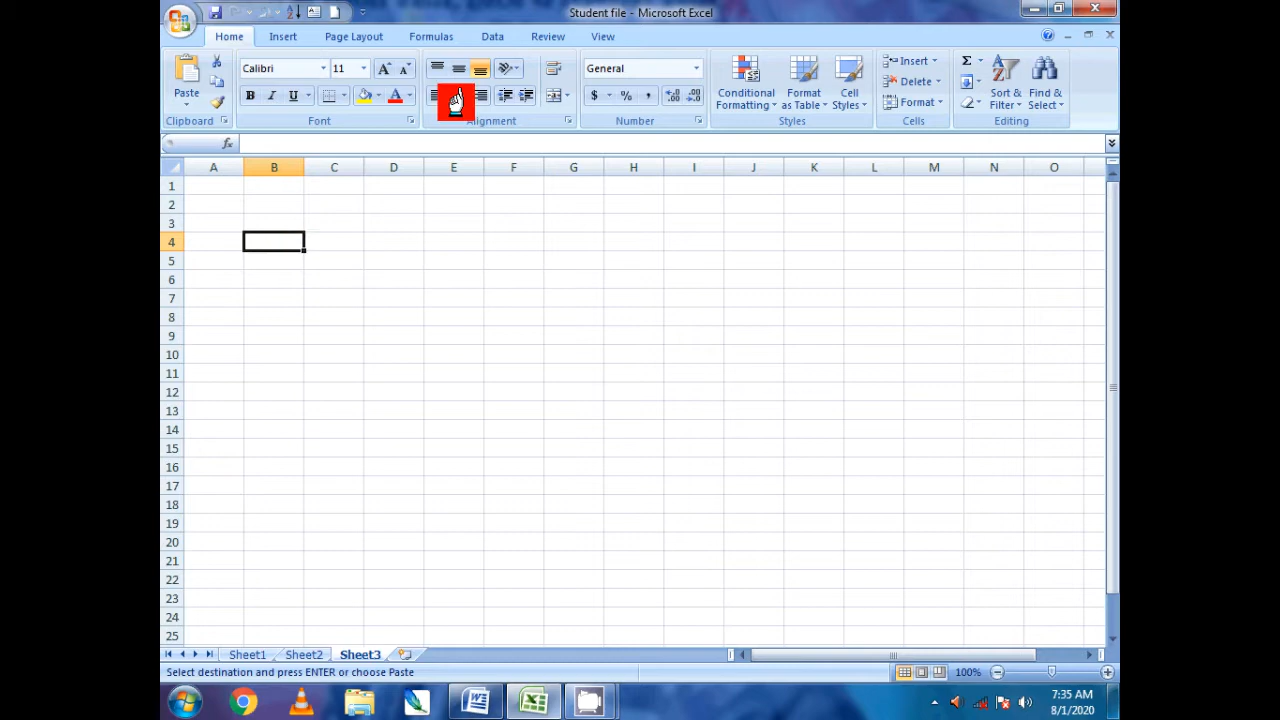 Student file - Microsoft Excel
Home Insert Page Layout Formulas Data Review View
Paste
Calibri 11
B I U
A A
A
General
$ % ,
Conditional Formatting
Format as Table
Cell Styles
Insert
Delete
Format
Σ
Sort & Filter
Find & Select
Clipboard Font Alignment Number Styles Cells Editing
fx
A B C D E F G H I J K L M N O
1
2
3
4
5
6
7
8
9
10
11
12
13
14
15
16
17
18
19
20
21
22
23
24
25
Sheet1 Sheet2 Sheet3
Select destination and press ENTER or choose Paste
100%
7:35 AM
8/1/2020